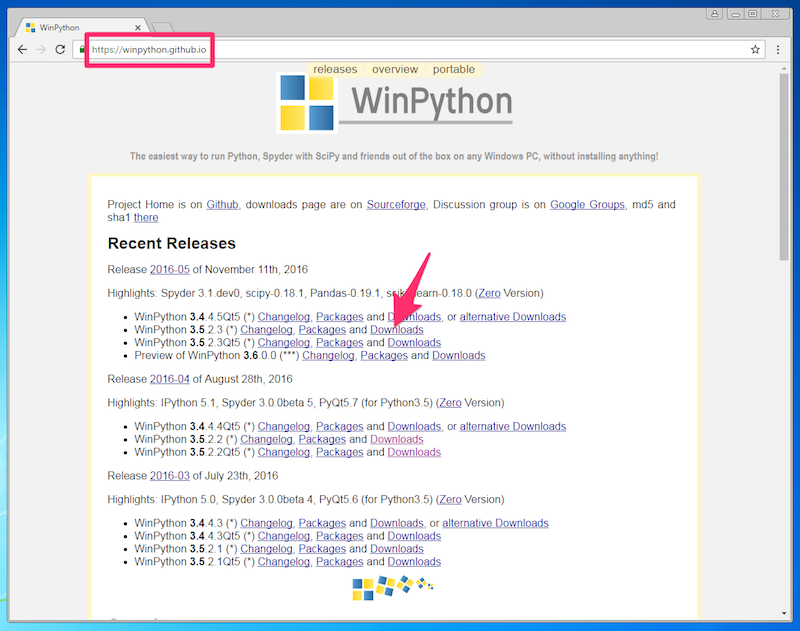 WinPython
https://winpython.github.io
releases overview portable
WinPython
The easiest way to run Python, Spyder with SciPy and friends out of the box on any Windows PC, without installing anything!
Project Home is on Github, downloads page are on Sourceforge, Discussion group is on Google Groups, md5 and
sha1 there
Recent Releases
Release 2016-05 of November 11th, 2016
Highlights: Spyder 3.1.dev0, scipy-0.18.1, Pandas-0.19.1, scikit-learn-0.18.0 (Zero Version)
WinPython 3.4.4.5Qt5 (*) Changelog, Packages and Downloads, or alternative Downloads
WinPython 3.5.2.3 (*) Changelog, Packages and Downloads
WinPython 3.5.2.3Qt5 (*) Changelog, Packages and Downloads
Preview of WinPython 3.6.0.0 (***) Changelog, Packages and Downloads
Release 2016-04 of August 28th, 2016
Highlights: IPython 5.1, Spyder 3.0.0beta 5, PyQt5.7 (for Python3.5) (Zero Version)
WinPython 3.4.4.4Qt5 (*) Changelog, Packages and Downloads, or alternative Downloads
WinPython 3.5.2.2 (*) Changelog, Packages and Downloads
WinPython 3.5.2.2Qt5 (*) Changelog, Packages and Downloads
Release 2016-03 of July 23th, 2016
Highlights: IPython 5.0, Spyder 3.0.0beta 4, PyQt5.6 (for Python3.5) (Zero Version)
WinPython 3.4.4.3 (*) Changelog, Packages and Downloads, or alternative Downloads
WinPython 3.4.4.3Qt5 (*) Changelog, Packages and Downloads
WinPython 3.5.2.1 (*) Changelog, Packages and Downloads
WinPython 3.5.2.1Qt5 (*) Changelog, Packages and Downloads